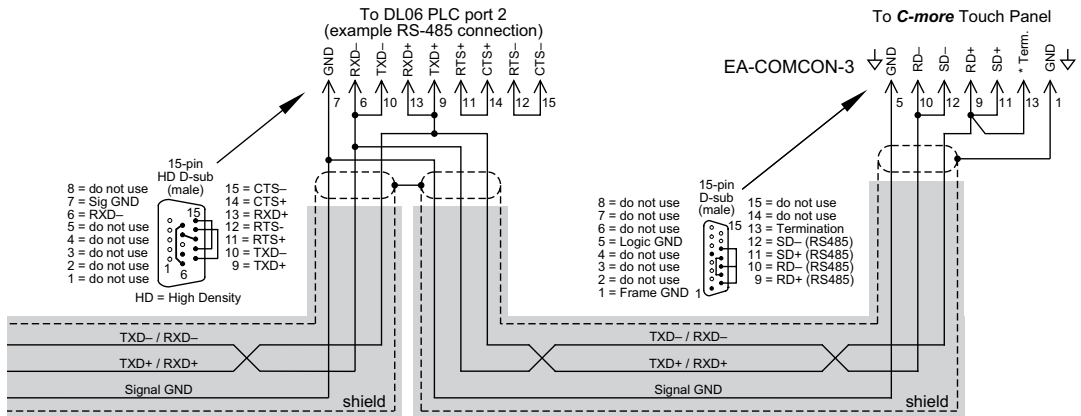 To DL06 PLC port 2
(example RS-485 connection)
GND
RXD–
TXD–
RXD+
TXD+
RTS+
CTS+
RTS–
CTS–
7
6
10
13
9
11
14
12
15
To C-more Touch Panel
EA-COMCON-3
GND
RD–
SD–
RD+
SD+
* Term.
GND
5
10
12
9
11
13
1
15-pin
HD D-sub
(male)
8 = do not use
7 = Sig GND
6 = RXD–
5 = do not use
4 = do not use
3 = do not use
2 = do not use
1 = do not use
15
1
6
15 = CTS–
14 = CTS+
13 = RXD+
12 = RTS-
11 = RTS+
10 = TXD–
9 = TXD+
HD = High Density
15-pin
D-sub
(male)
8 = do not use
7 = do not use
6 = do not use
5 = Logic GND
4 = do not use
3 = do not use
2 = do not use
1 = Frame GND
15
1
15 = do not use
14 = do not use
13 = Termination
12 = SD– (RS485)
11 = SD+ (RS485)
10 = RD– (RS485)
9 = RD+ (RS485)
TXD– / RXD–
TXD+ / RXD+
Signal GND
shield
TXD– / RXD–
TXD+ / RXD+
Signal GND
shield